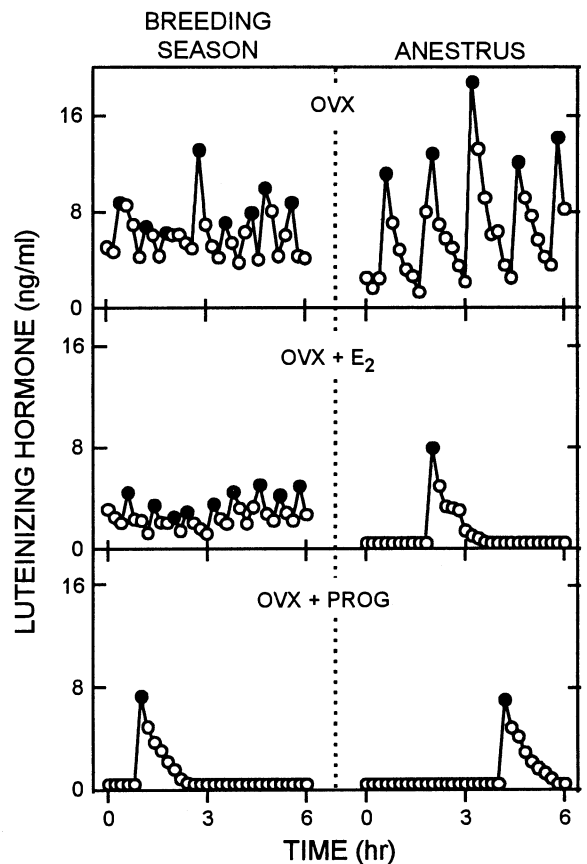 BREEDING
SEASON
ANESTRUS
OVX
16
8
0
OVX + E₂
16
8
0
OVX + PROG
16
8
0
0 3 6 0 3 6
TIME (hr)
LUTEINIZING HORMONE (ng/ml)